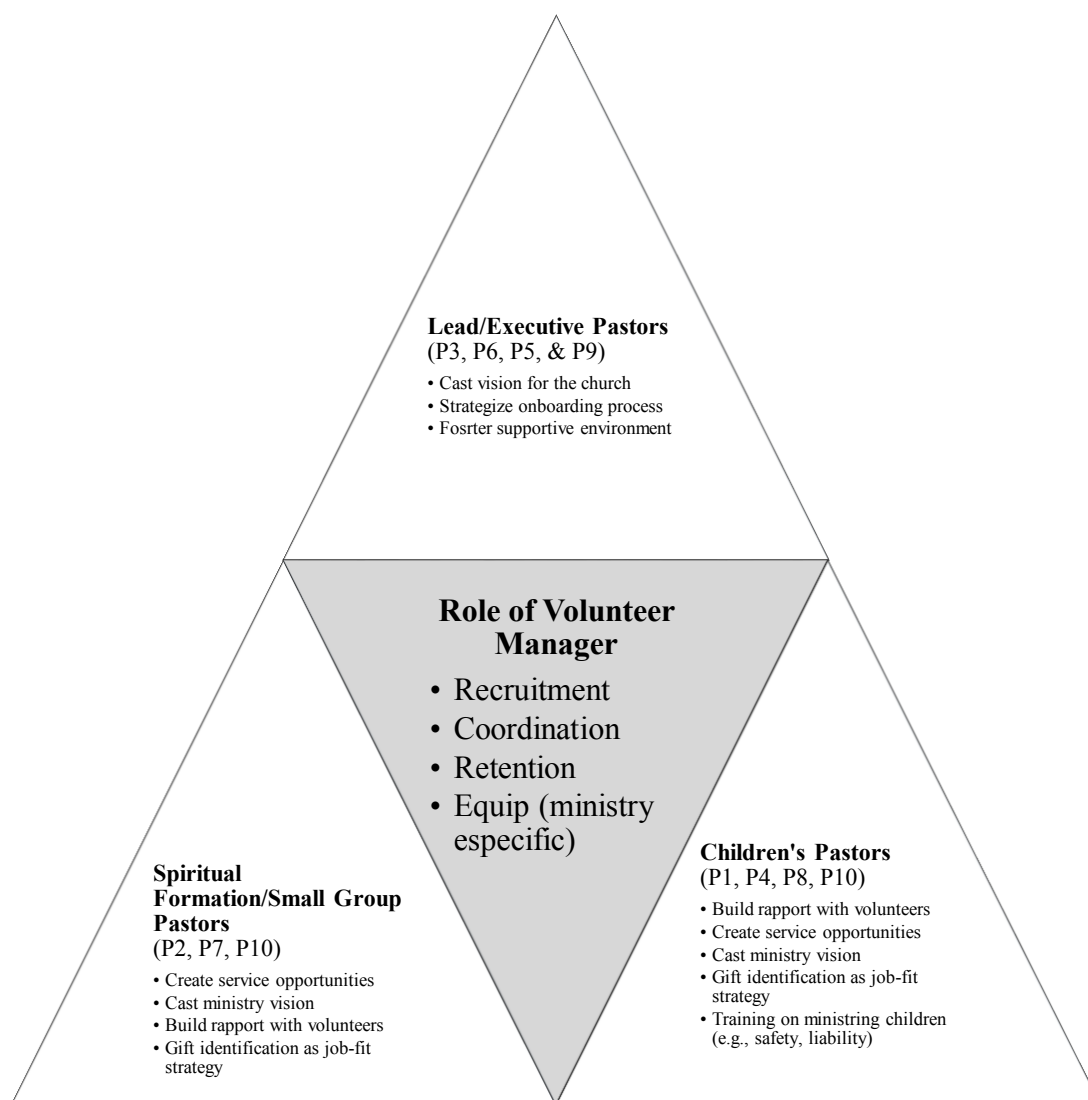 Lead/Executive Pastors
(P3, P6, P5, & P9)
• Cast vision for the church
• Strategize onboarding process
• Fosrter supportive environment
Role of Volunteer
Manager
• Recruitment
• Coordination
• Retention
• Equip (ministry
especific)
Spiritual
Formation/Small Group
Pastors
(P2, P7, P10)
• Create service opportunities
• Cast ministry vision
• Build rapport with volunteers
• Gift identification as job-fit
strategy
Children's Pastors
(P1, P4, P8, P10)
• Build rapport with volunteers
• Create service opportunities
• Cast ministry vision
• Gift identification as job-fit
strategy
• Training on ministring children
(e.g., safety, liability)